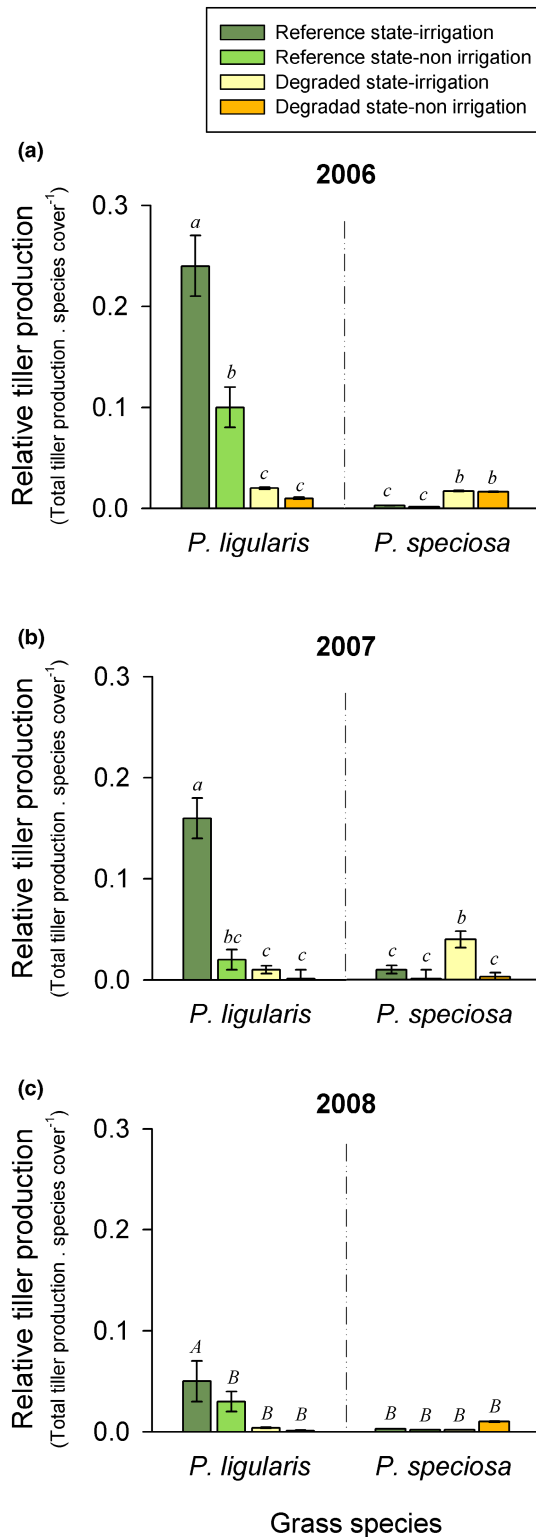 Reference state-irrigation
Reference state-non irrigation
Degraded state-irrigation
Degradad state-non irrigation
(a)
2006
Relative tiller production
(Total tiller production . species cover⁻¹)
0.3
0.2
0.1
0.0
a
b
c
c
c
c
b
b
P. ligularis
P. speciosa
(b)
2007
Relative tiller production
(Total tiller production . species cover⁻¹)
0.3
0.2
0.1
0.0
a
bc
c
c
c
c
b
c
P. ligularis
P. speciosa
(c)
2008
Relative tiller production
(Total tiller production . species cover⁻¹)
0.3
0.2
0.1
0.0
A
B
B
B
B
B
B
B
P. ligularis
P. speciosa
Grass species